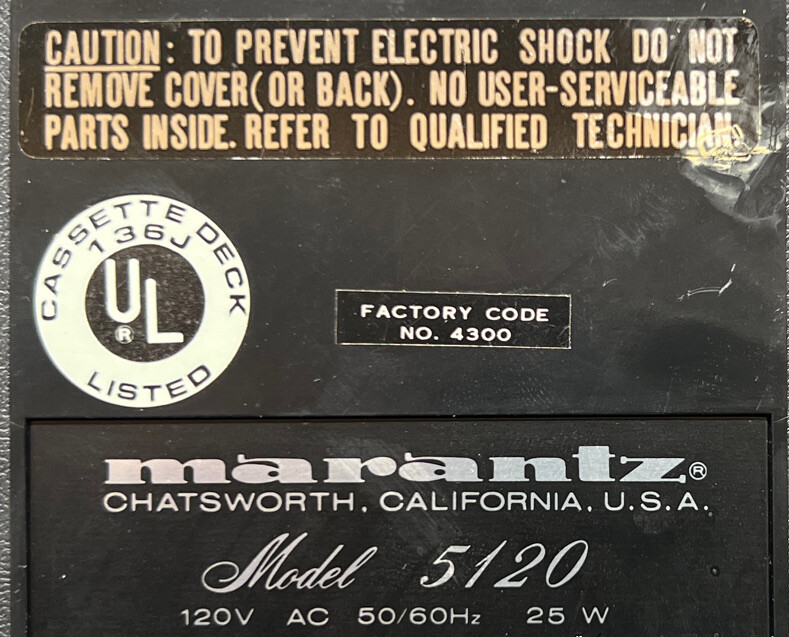 CAUTION: TO PREVENT ELECTRIC SHOCK DO NOT
REMOVE COVER(OR BACK). NO USER-SERVICEABLE
PARTS INSIDE. REFER TO QUALIFIED TECHNICIAN.
CASSETTE DECK
136J
UL
®
LISTED
FACTORY CODE
NO. 4300
marantz®
CHATSWORTH, CALIFORNIA, U.S.A.
Model 5120
120V AC 50/60Hz 25 W